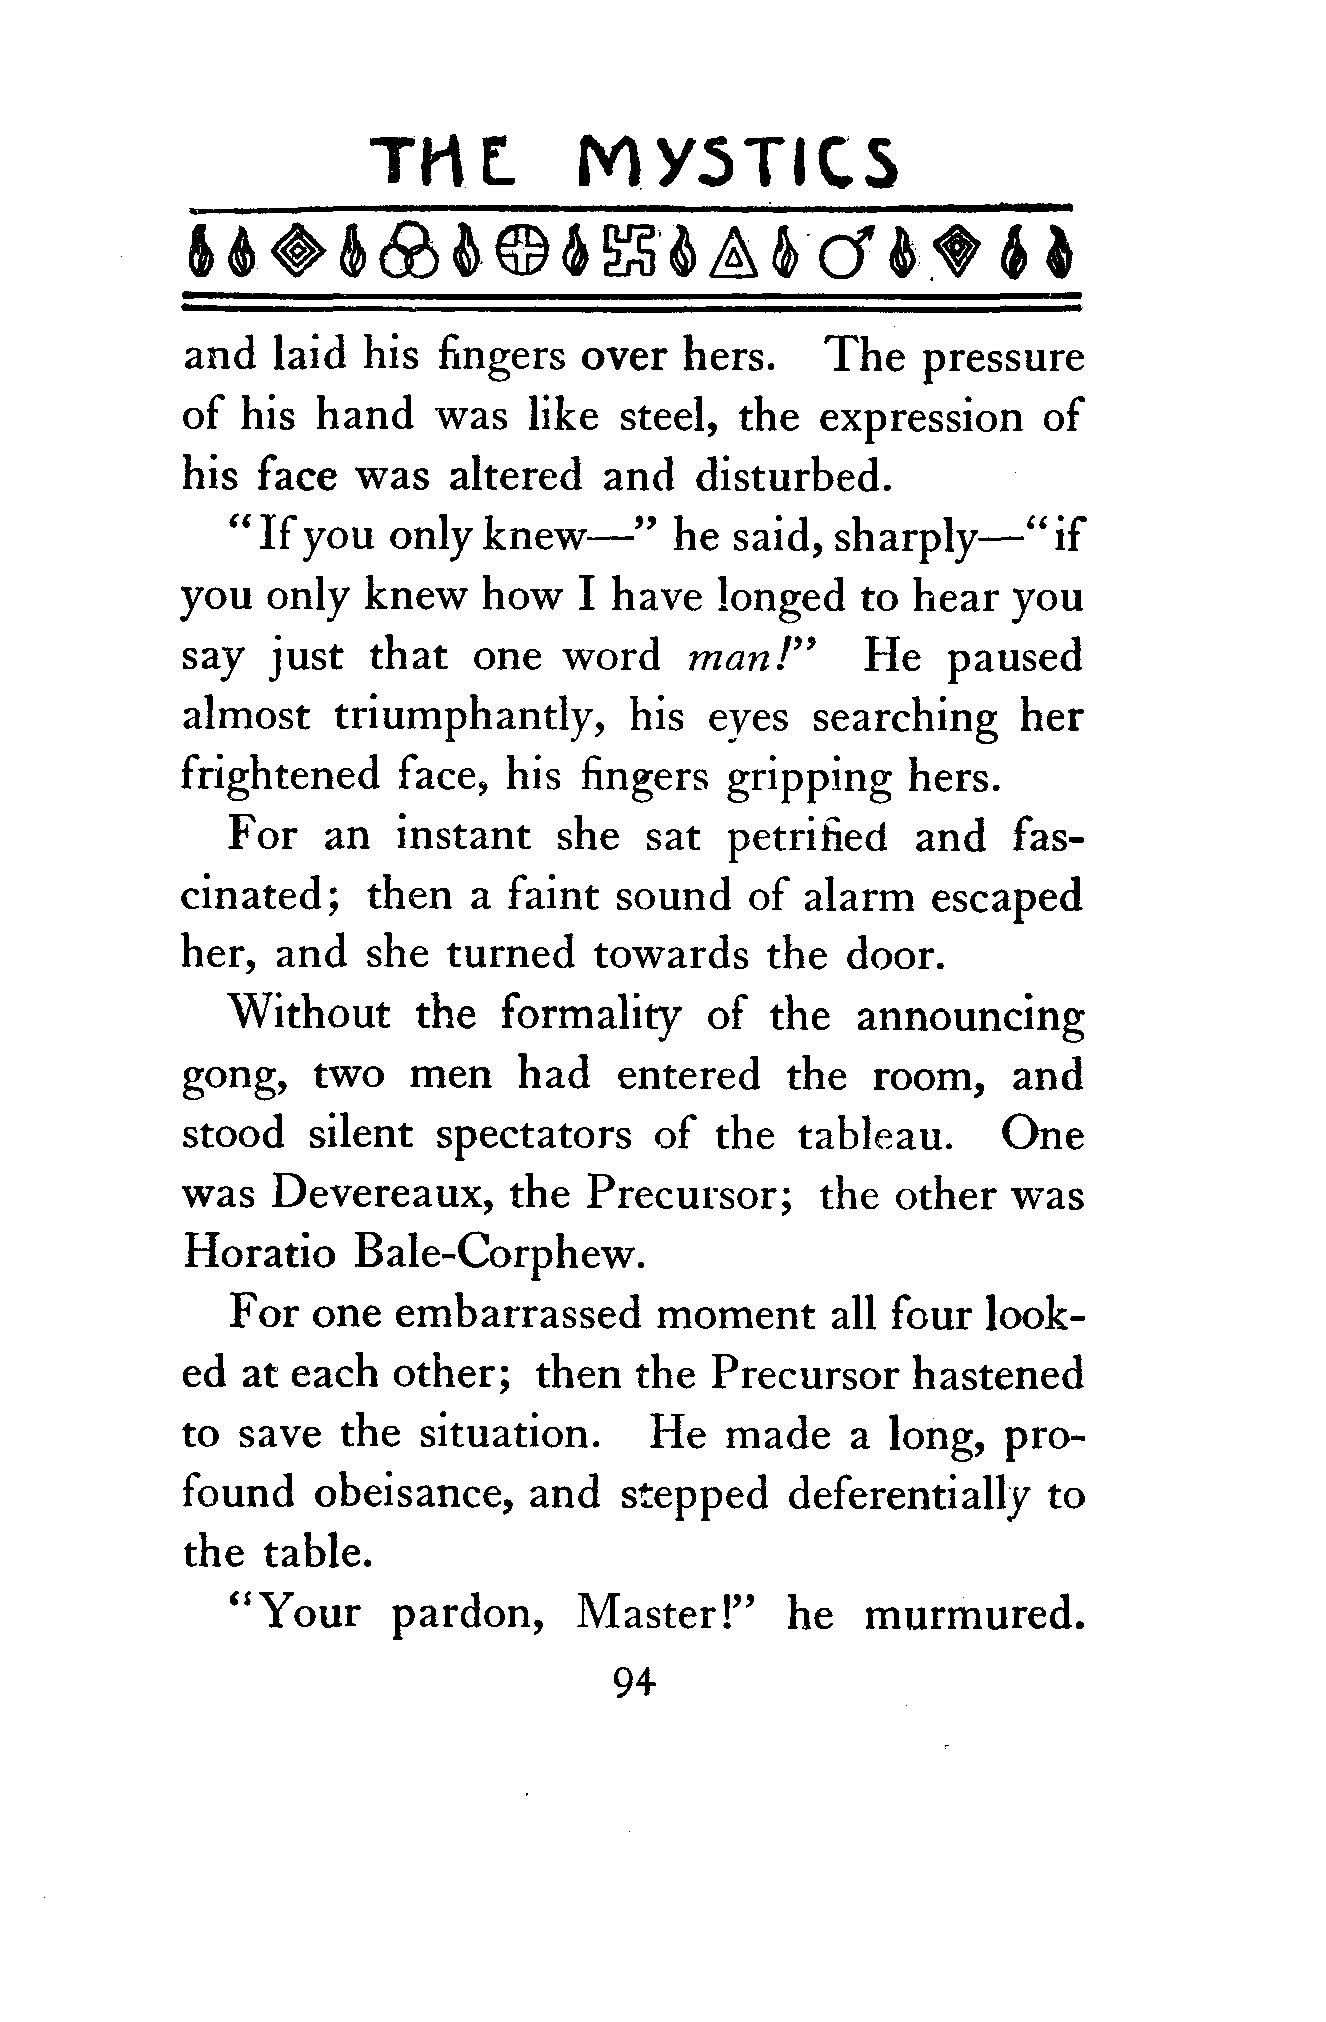 THE MYSTICS
and laid his fingers over hers. The pressure
of his hand was like steel, the expression of
his face was altered and disturbed.
“If you only knew—” he said, sharply—“if
you only knew how I have longed to hear you
say just that one word man!” He paused
almost triumphantly, his eyes searching her
frightened face, his fingers gripping hers.
For an instant she sat petrified and fas-
cinated; then a faint sound of alarm escaped
her, and she turned towards the door.
Without the formality of the announcing
gong, two men had entered the room, and
stood silent spectators of the tableau. One
was Devereaux, the Precursor; the other was
Horatio Bale-Corphew.
For one embarrassed moment all four look-
ed at each other; then the Precursor hastened
to save the situation. He made a long, pro-
found obeisance, and stepped deferentially to
the table.
“Your pardon, Master!” he murmured.
94